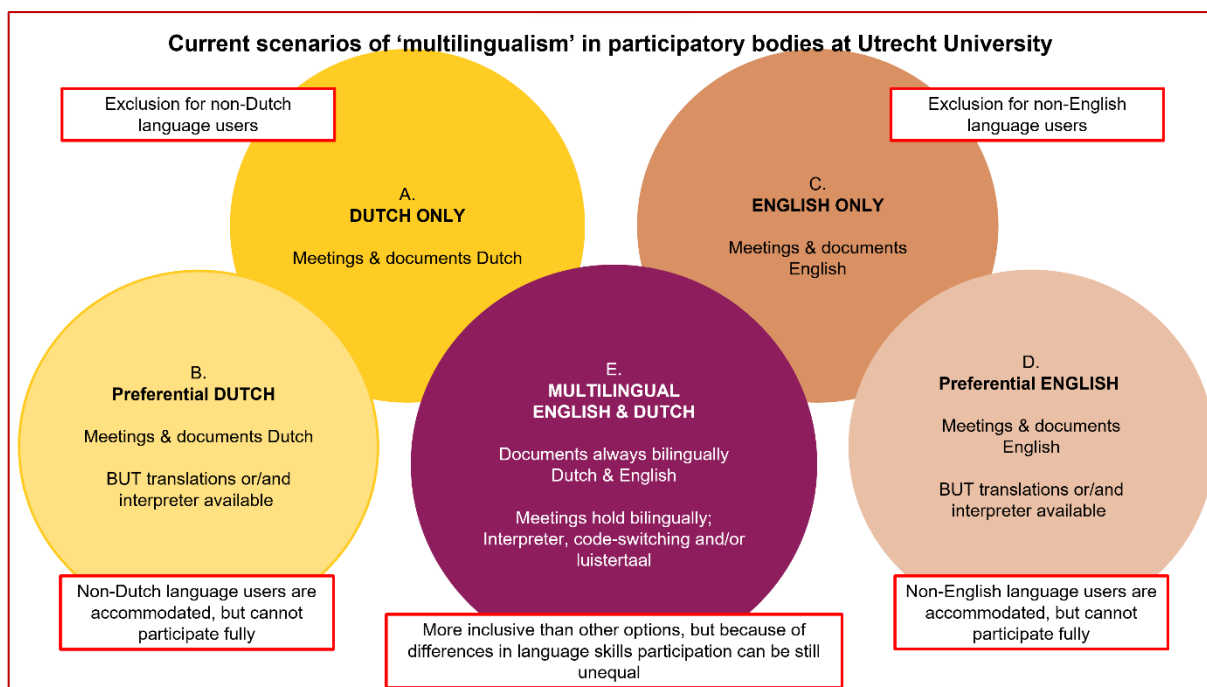 Current scenarios of ‘multilingualism’ in participatory bodies at Utrecht University
Exclusion for non-Dutch
language users
Exclusion for non-English
language users
A.
DUTCH ONLY
Meetings & documents Dutch
C.
ENGLISH ONLY
Meetings & documents
English
B.
Preferential DUTCH
Meetings & documents Dutch
BUT translations or/and
interpreter available
E.
MULTILINGUAL
ENGLISH & DUTCH
Documents always bilingually
Dutch & English
Meetings hold bilingually;
Interpreter, code-switching and/or
luistertaal
D.
Preferential ENGLISH
Meetings & documents
English
BUT translations or/and
interpreter available
Non-Dutch language users are
accommodated, but cannot
participate fully
More inclusive than other options, but because of
differences in language skills participation can be still
unequal
Non-English language users are
accommodated, but cannot
participate fully